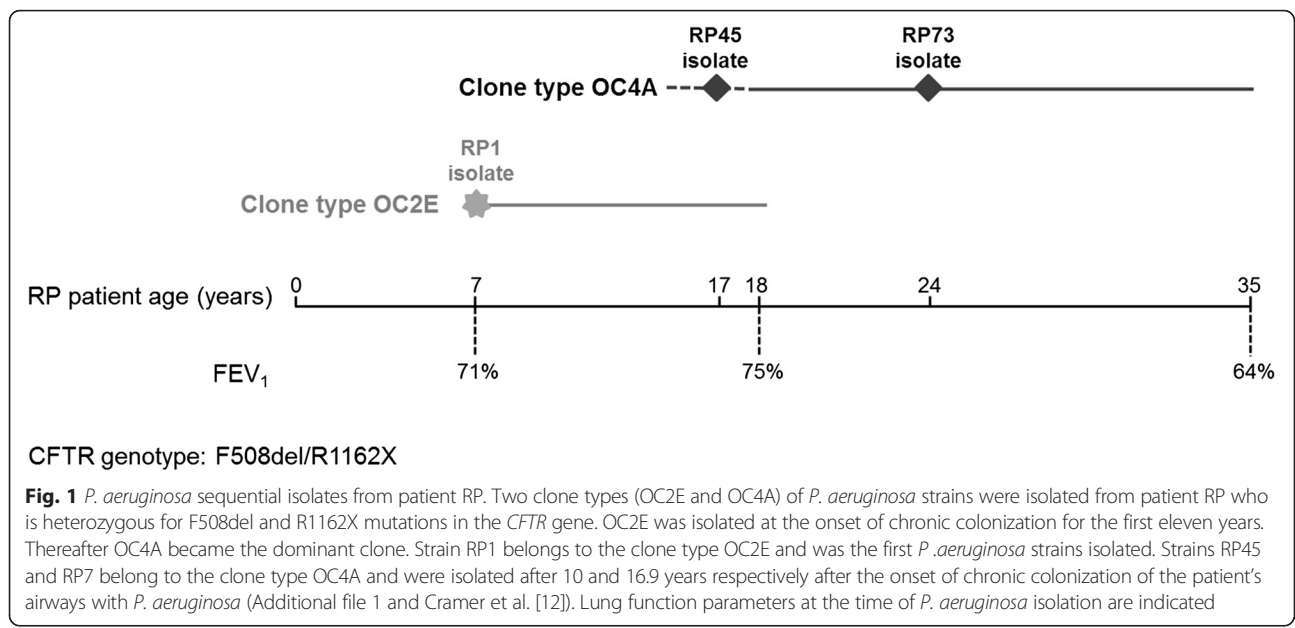 RP45 RP73
isolate isolate
Clone type OC4A
RP1
isolate
Clone type OC2E
RP patient age (years) 0 7 17 18 24 35
FEV₁ 71% 75% 64%
CFTR genotype: F508del/R1162X
Fig. 1 P. aeruginosa sequential isolates from patient RP. Two clone types (OC2E and OC4A) of P. aeruginosa strains were isolated from patient RP who
is heterozygous for F508del and R1162X mutations in the CFTR gene. OC2E was isolated at the onset of chronic colonization for the first eleven years.
Thereafter OC4A became the dominant clone. Strain RP1 belongs to the clone type OC2E and was the first P .aeruginosa strains isolated. Strains RP45
and RP7 belong to the clone type OC4A and were isolated after 10 and 16.9 years respectively after the onset of chronic colonization of the patient's
airways with P. aeruginosa (Additional file 1 and Cramer et al. [12]). Lung function parameters at the time of P. aeruginosa isolation are indicated